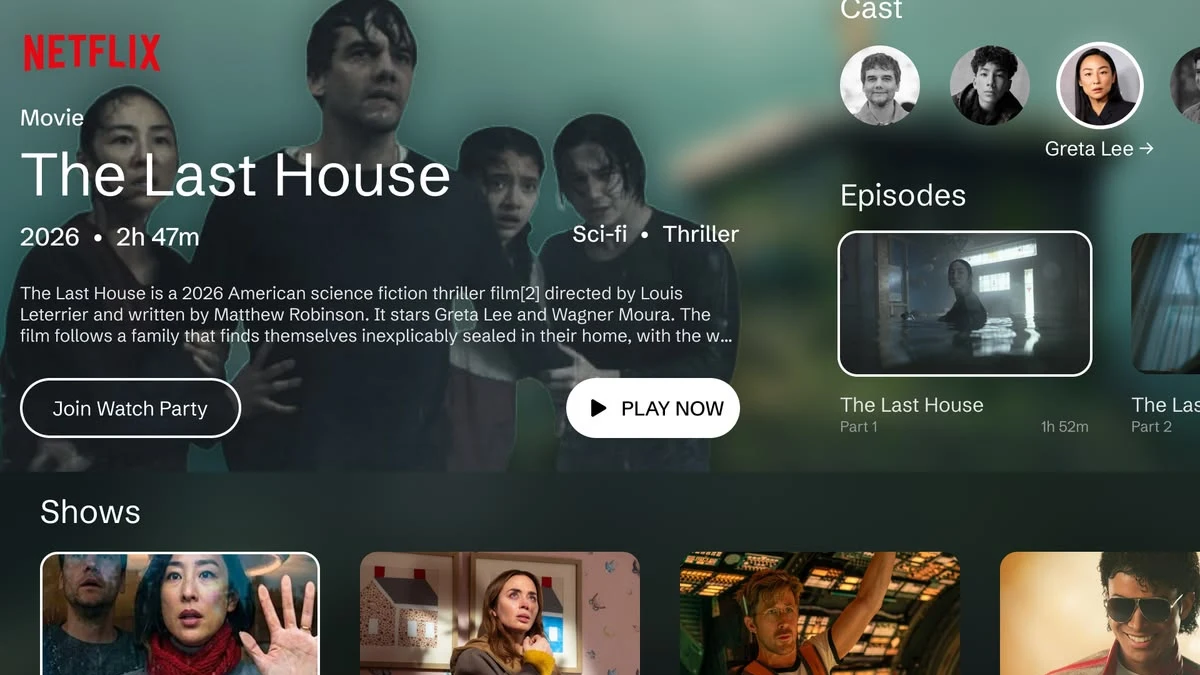 NETFLIX
Movie
The Last House
2026 • 2h 47m
Sci-fi • Thriller
The Last House is a 2026 American science fiction thriller film[2] directed by Louis
Leterrier and written by Matthew Robinson. It stars Greta Lee and Wagner Moura. The
film follows a family that finds themselves inexplicably sealed in their home, with the w...
Join Watch Party
PLAY NOW
Cast
Greta Lee →
Episodes
The Last House
Part 1
1h 52m
The Las
Part 2
Shows